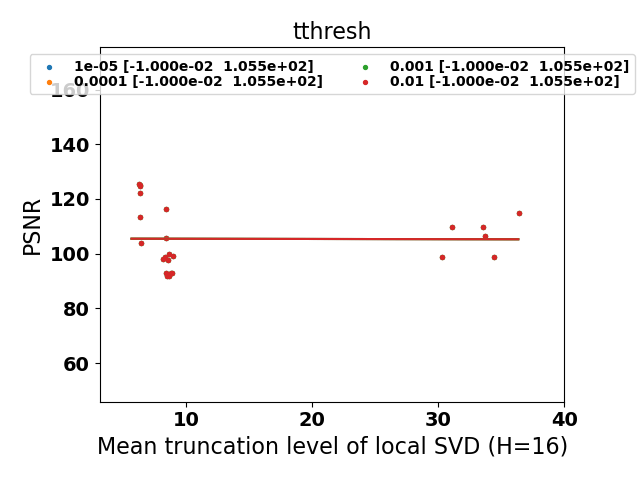 tthresh
1e-05 [-1.000e-02  1.055e+02]
0.0001 [-1.000e-02  1.055e+02]
0.001 [-1.000e-02  1.055e+02]
0.01 [-1.000e-02  1.055e+02]
160
140
120
100
80
60
PSNR
10 20 30 40
Mean truncation level of local SVD (H=16)